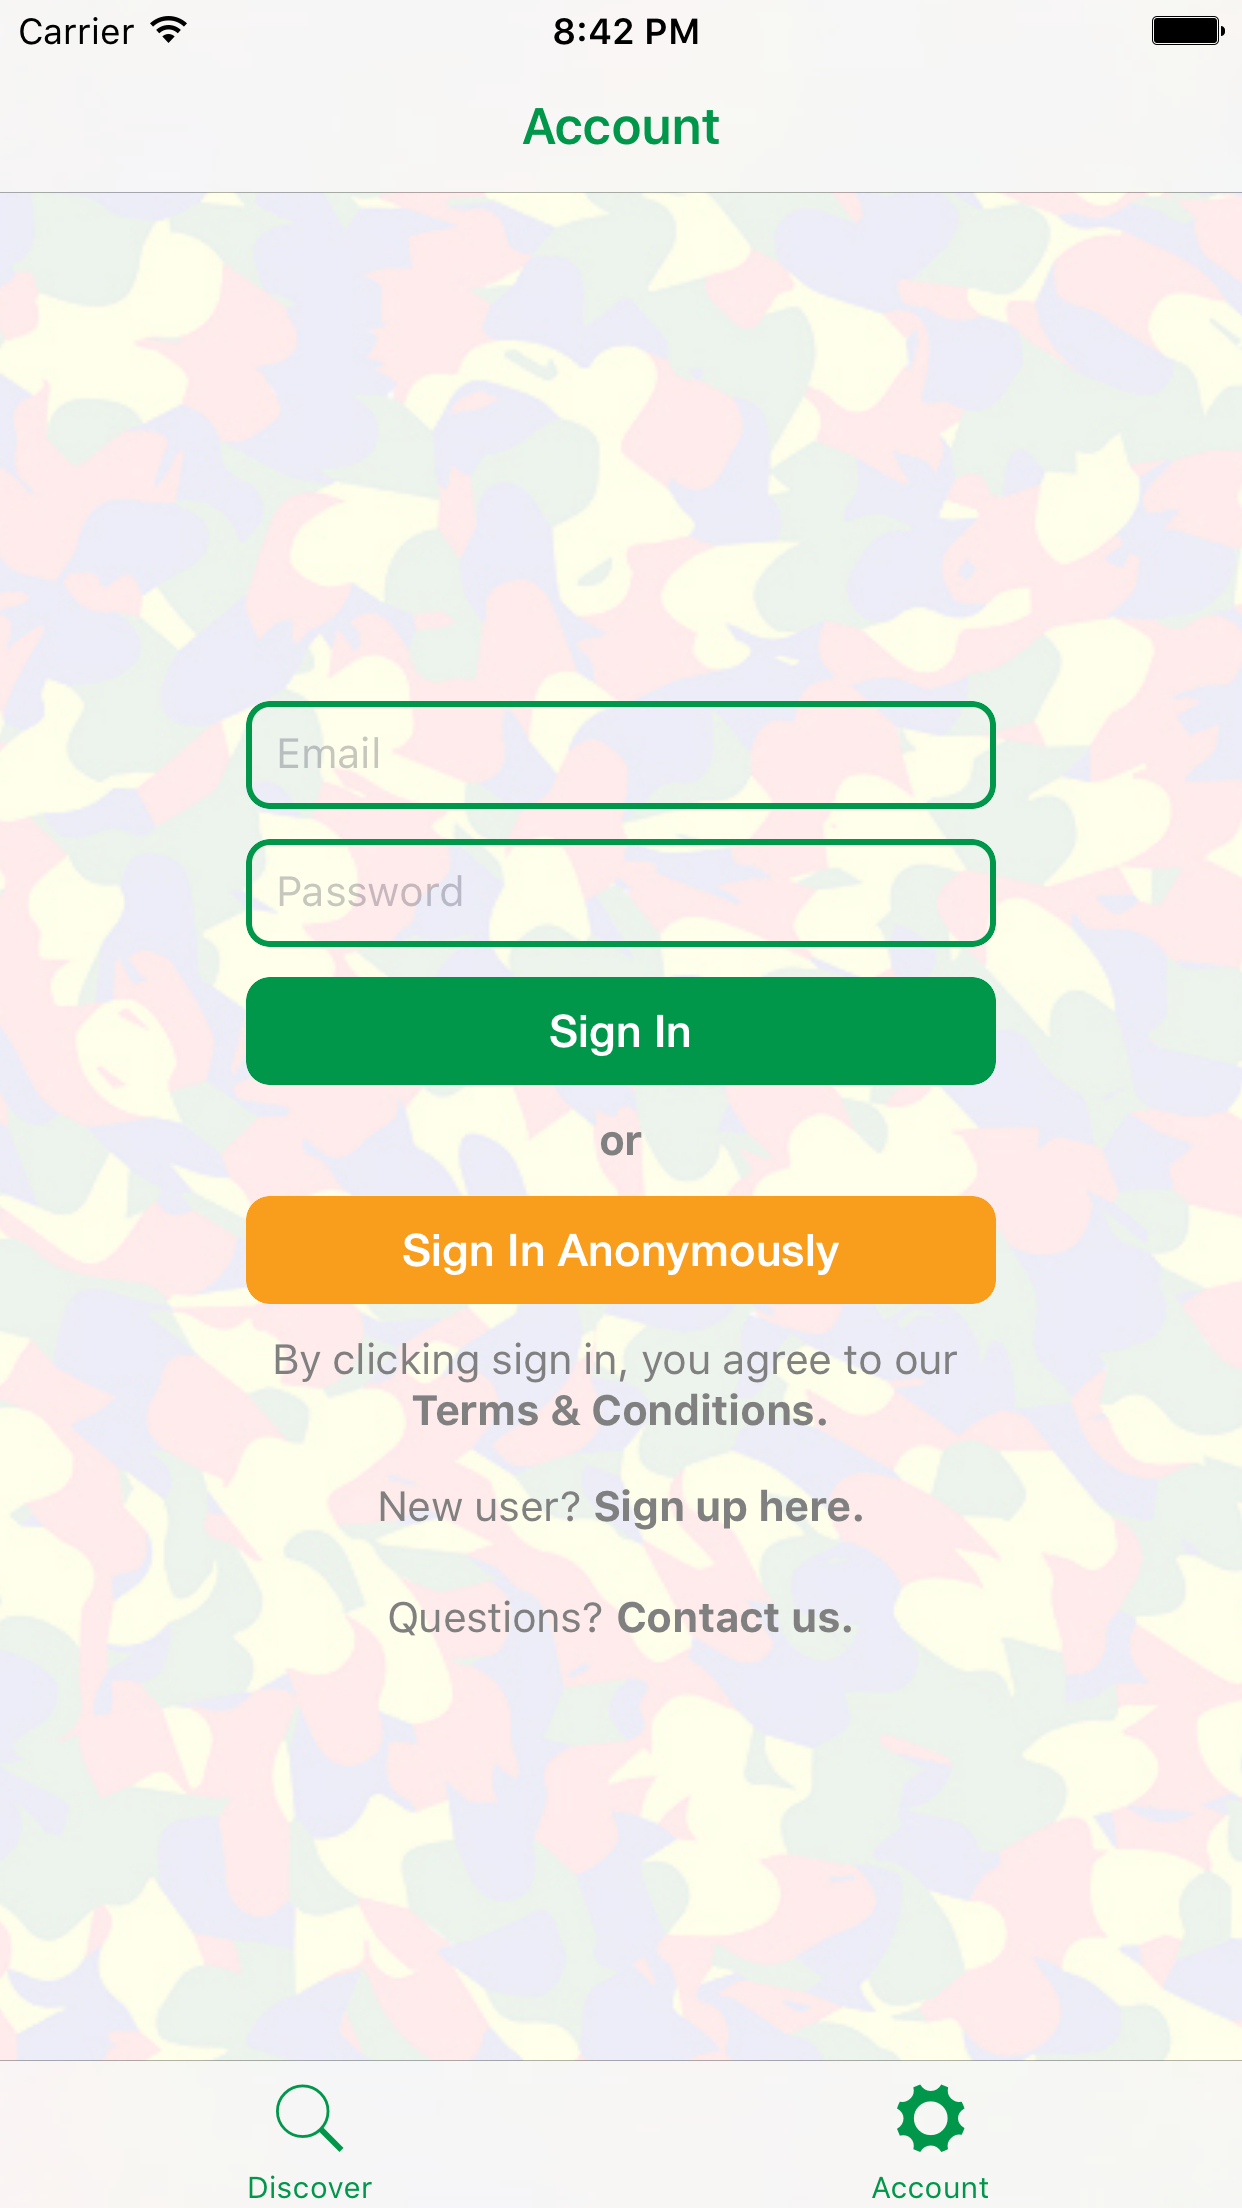 Carrier 8:42 PM
Account
Email
Password
Sign In
or
Sign In Anonymously
By clicking sign in, you agree to our
Terms & Conditions.
New user? Sign up here.
Questions? Contact us.
Discover Account